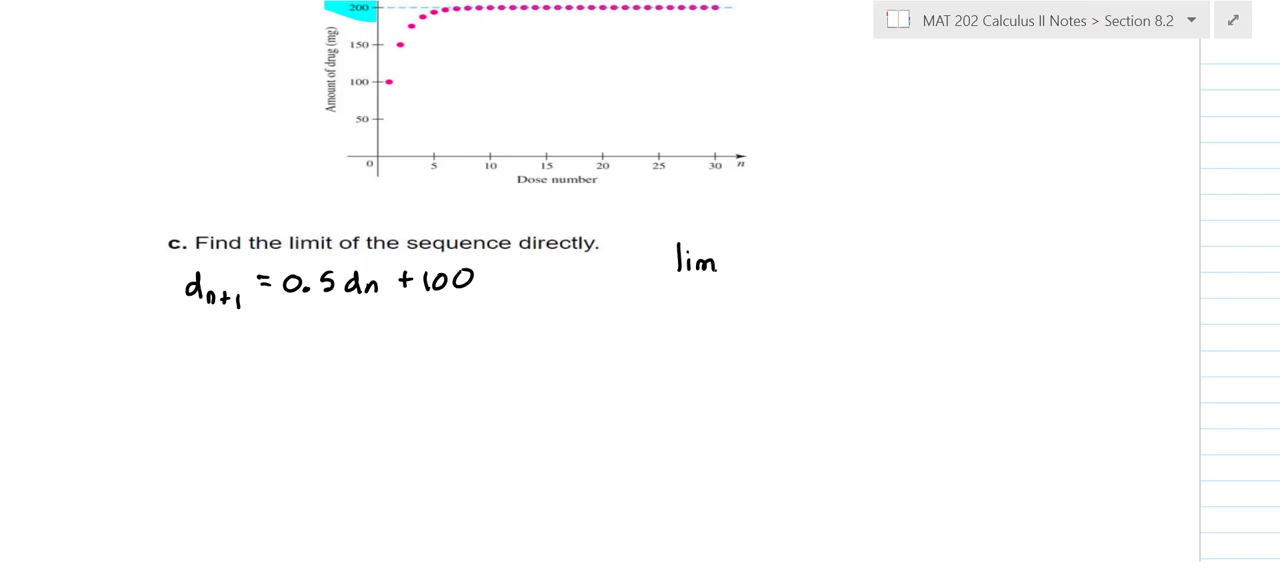 MAT 202 Calculus II Notes > Section 8.2
200
150
100
50
0
5 10 15 20 25 30 n
Amount of drug (mg)
Dose number
c. Find the limit of the sequence directly.
lim
dₙ₊₁ = 0.5 dn + 100